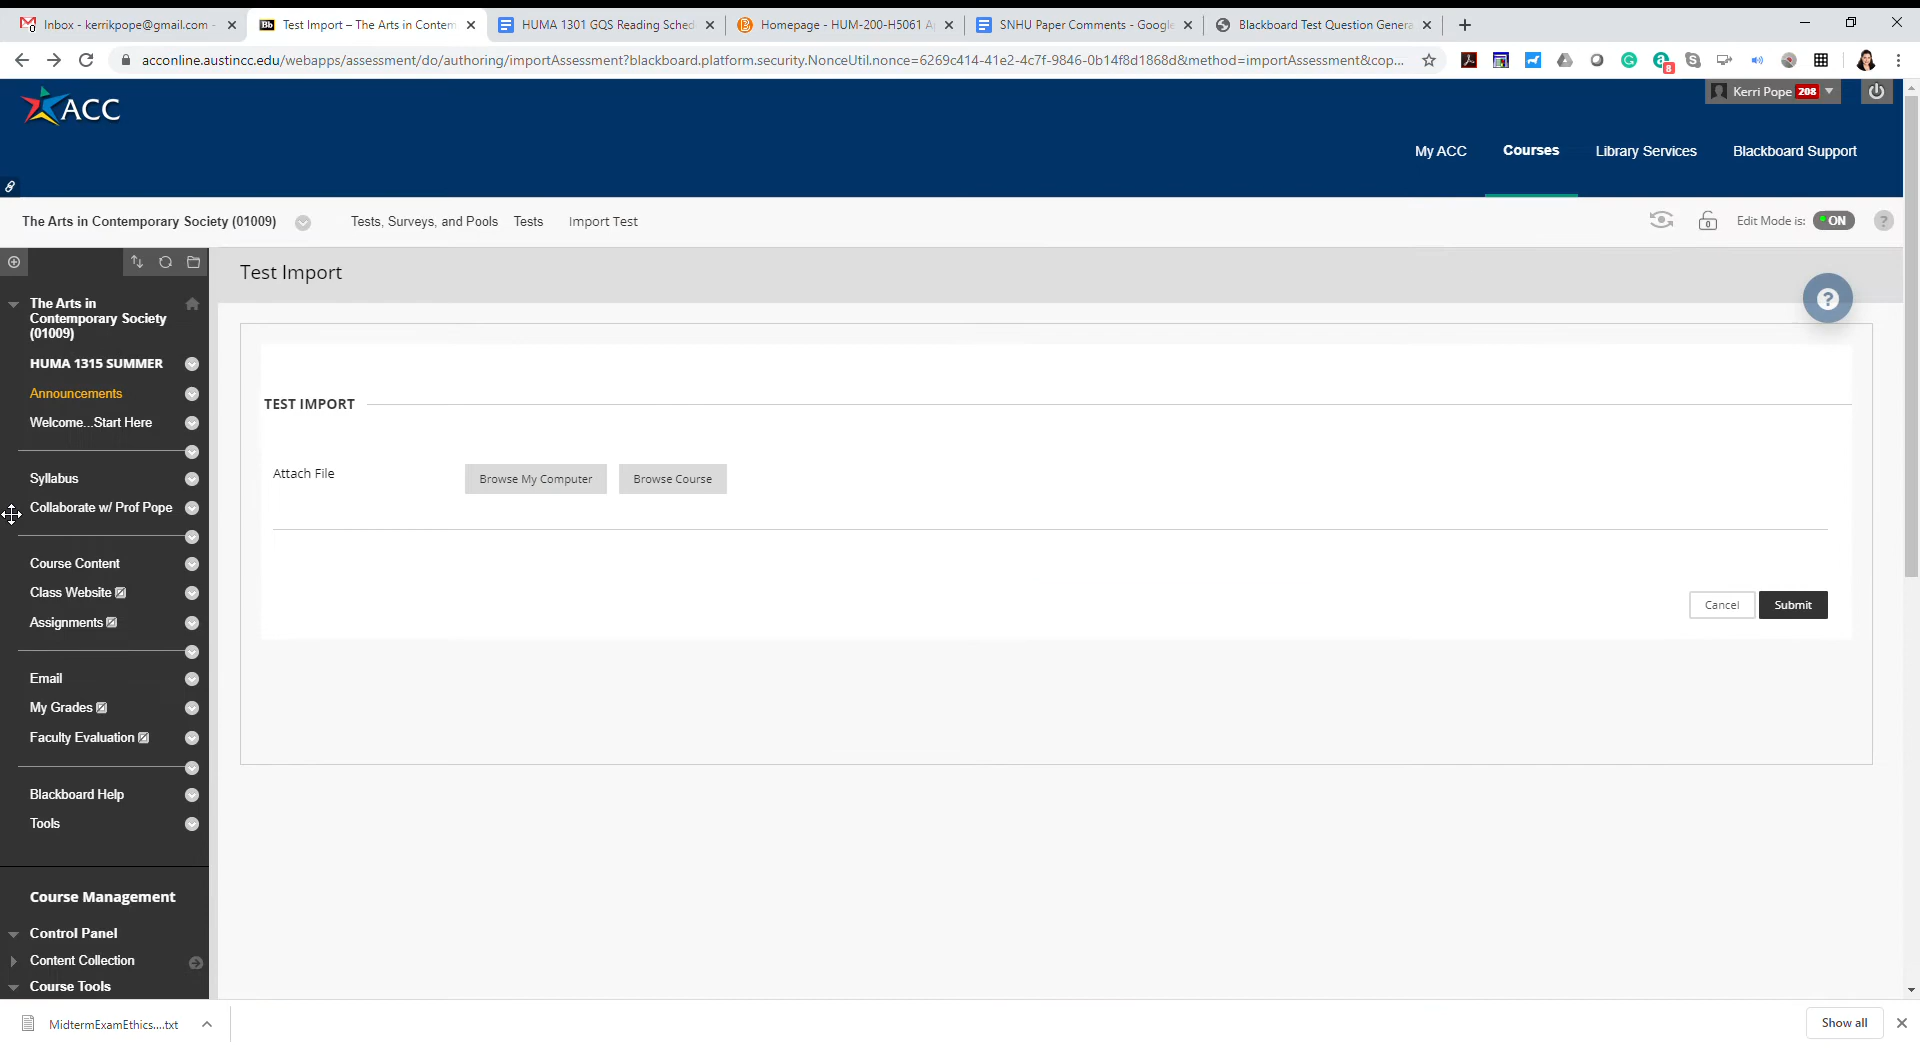 Inbox - kerrikpope@gmail.com -
Test Import – The Arts in Contem
HUMA 1301 GQS Reading Sched
Homepage - HUM-200-H5061 A
SNHU Paper Comments - Google
Blackboard Test Question Genera
acconline.austincc.edu/webapps/assessment/do/authoring/importAssessment?blackboard.platform.security.NonceUtil.nonce=6269c414-41e2-4c7f-9846-0b14f8d1868d&method=importAssessment&cop...
8
ACC
Kerri Pope 208
My ACC
Courses
Library Services
Blackboard Support
The Arts in Contemporary Society (01009)
Tests, Surveys, and Pools
Tests
Import Test
Edit Mode is:
ON
?
Test Import
?
The Arts in
Contemporary Society
(01009)
HUMA 1315 SUMMER
Announcements
Welcome...Start Here
Syllabus
Collaborate w/ Prof Pope
Course Content
Class Website
Assignments
Email
My Grades
Faculty Evaluation
Blackboard Help
Tools
Course Management
Control Panel
Content Collection
Course Tools
TEST IMPORT
Attach File
Browse My Computer
Browse Course
Cancel
Submit
MidtermExamEthics....txt
Show all